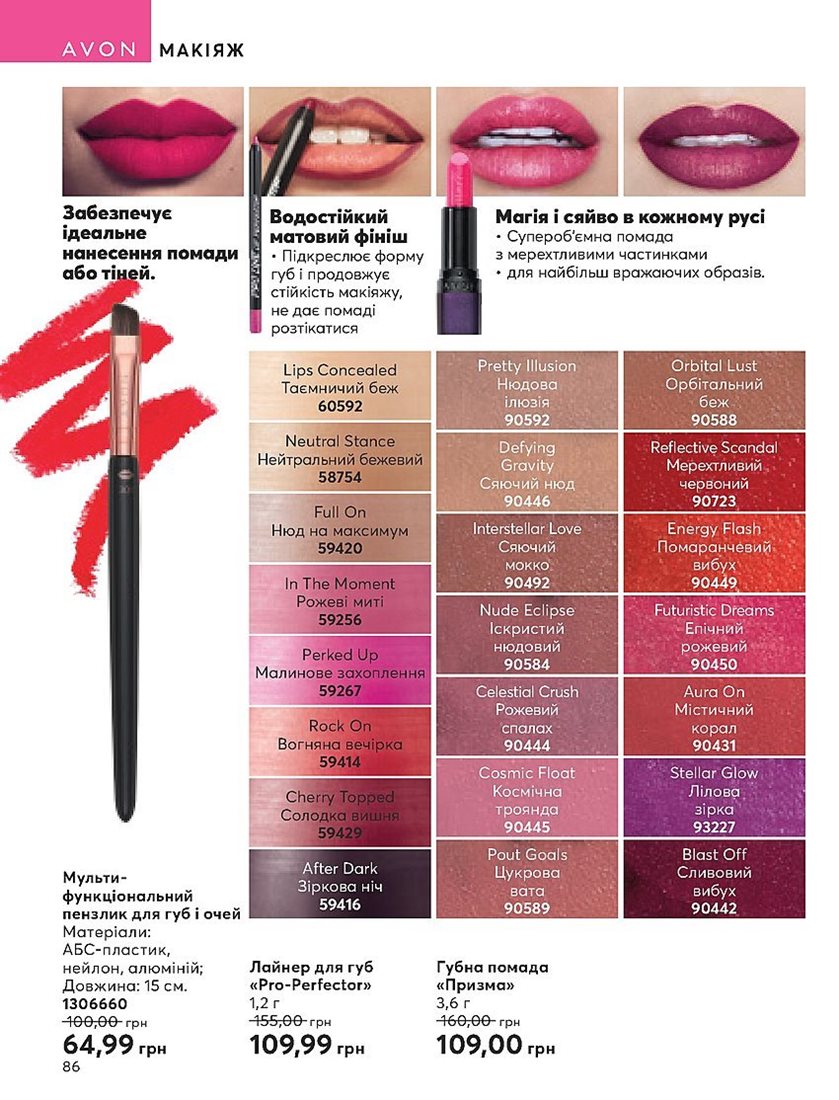 AVON
МАКІЯЖ
Забезпечує
ідеальне
нанесення помади
або тіней.
Водостійкий
матовий фініш
• Підкреслює форму
губ і продовжує
стійкість макіяжу,
не дає помаді
розтікатися
Магія і сяйво в кожному русі
• Суперобʼємна помада
з мерехтливими частинками
• для найбільш вражаючих образів.
Lips Concealed
Таємничий беж
60592
Neutral Stance
Нейтральний бежевий
58754
Full On
Нюд на максимум
59420
In The Moment
Рожеві миті
59256
Perked Up
Малинове захоплення
59267
Rock On
Вогняна вечірка
59414
Cherry Topped
Солодка вишня
59429
After Dark
Зіркова ніч
59416
Pretty Illusion
Нюдова
ілюзія
90592
Defying
Gravity
Сяючий нюд
90446
Interstellar Love
Сяючий
мокко
90492
Nude Eclipse
Іскристий
нюдовий
90584
Celestial Crush
Рожевий
спалах
90444
Cosmic Float
Космічна
троянда
90445
Pout Goals
Цукрова
вата
90589
Orbital Lust
Орбітальний
беж
90588
Reflective Scandal
Мерехтливий
червоний
90723
Energy Flash
Помаранчевий
вибух
90449
Futuristic Dreams
Епічний
рожевий
90450
Aura On
Містичний
корал
90431
Stellar Glow
Лілова
зірка
93227
Blast Off
Сливовий
вибух
90442
Мульти-
функціональний
пензлик для губ і очей
Матеріали:
АБС-пластик,
нейлон, алюміній;
Довжина: 15 см.
1306660
100,00 грн
64,99 грн
Лайнер для губ
«Pro-Perfector»
1,2 г
155,00 грн
109,99 грн
Губна помада
«Призма»
3,6 г
160,00 грн
109,00 грн
86